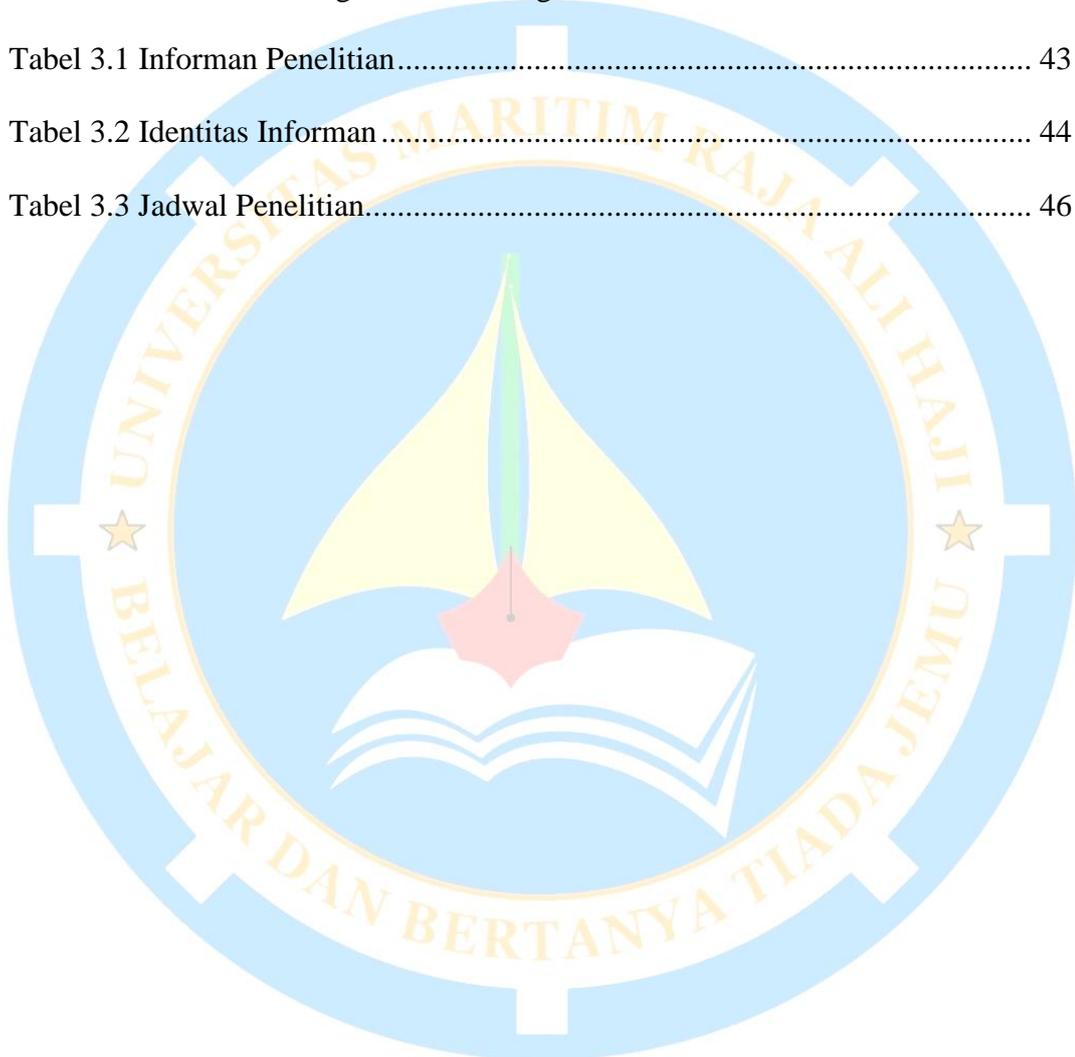 Tabel 3.1 Informan Penelitian................................................................................ 43
Tabel 3.2 Identitas Informan................................................................................. 44
Tabel 3.3 Jadwal Penelitian................................................................................... 46
UNIVERSITAS MARITIM RAJA ALI HAJI
BELAJAR DAN BERTANYA TIADA JEMU